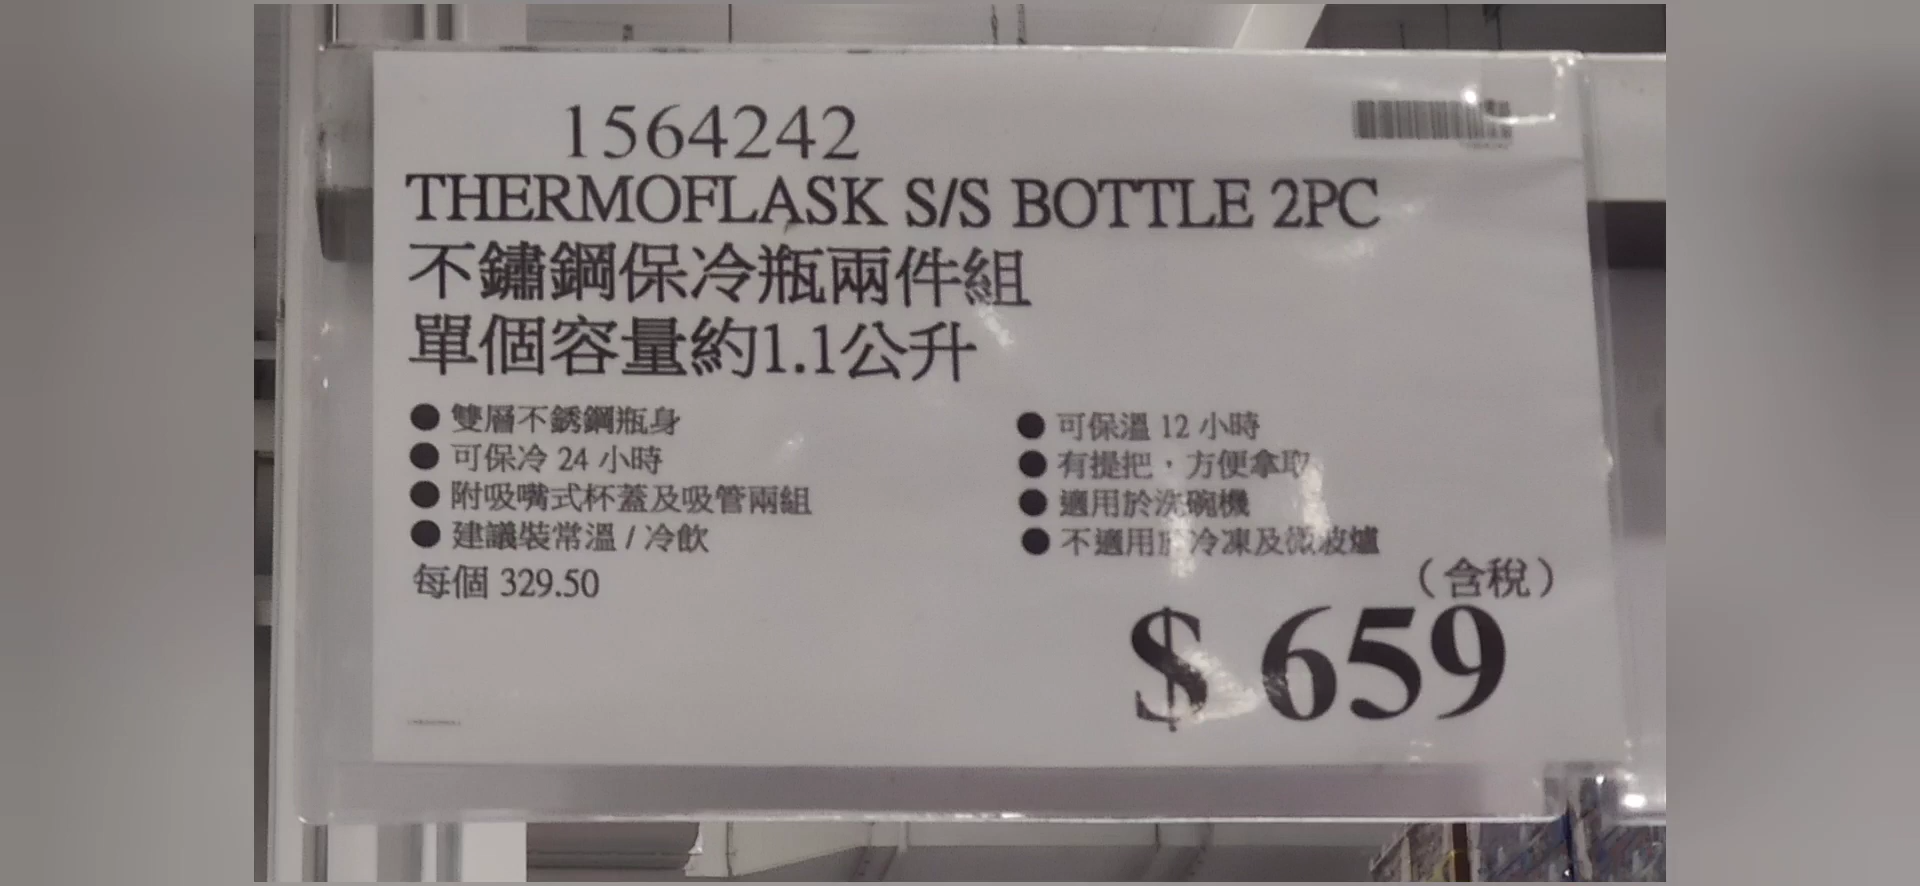 1564242
THERMOFLASK S/S BOTTLE 2PC
不鏽鋼保冷瓶兩件組
單個容量約1.1公升
● 雙層不銹鋼瓶身
● 可保冷 24 小時
● 附吸嘴式杯蓋及吸管兩組
● 建議裝常溫 / 冷飲
● 可保溫 12 小時
● 有提把，方便拿取
● 適用於洗碗機
● 不適用於冷凍及微波爐
每個 329.50
（含稅）
$ 659